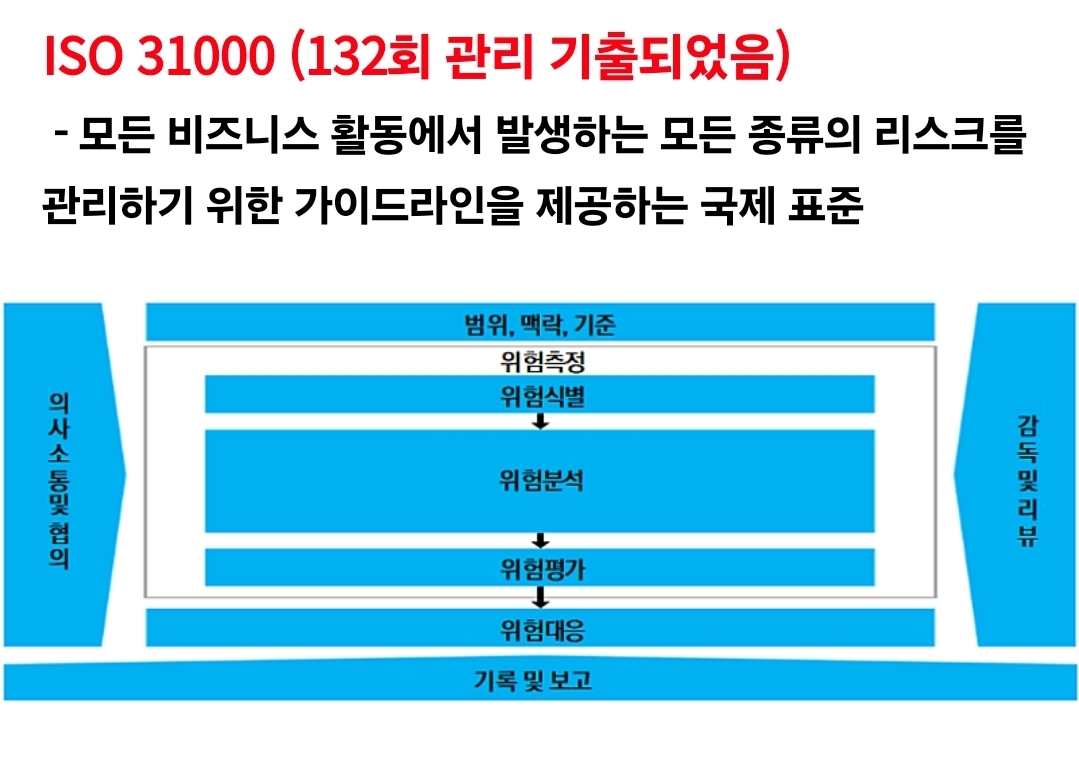 ISO 31000 (132회 관리 기출되었음)
- 모든 비즈니스 활동에서 발생하는 모든 종류의 리스크를
관리하기 위한 가이드라인을 제공하는 국제 표준
범위, 맥락, 기준
위험측정
위험식별
위험분석
위험평가
위험대응
의사소통및 협의
감독 및 리뷰
기록 및 보고